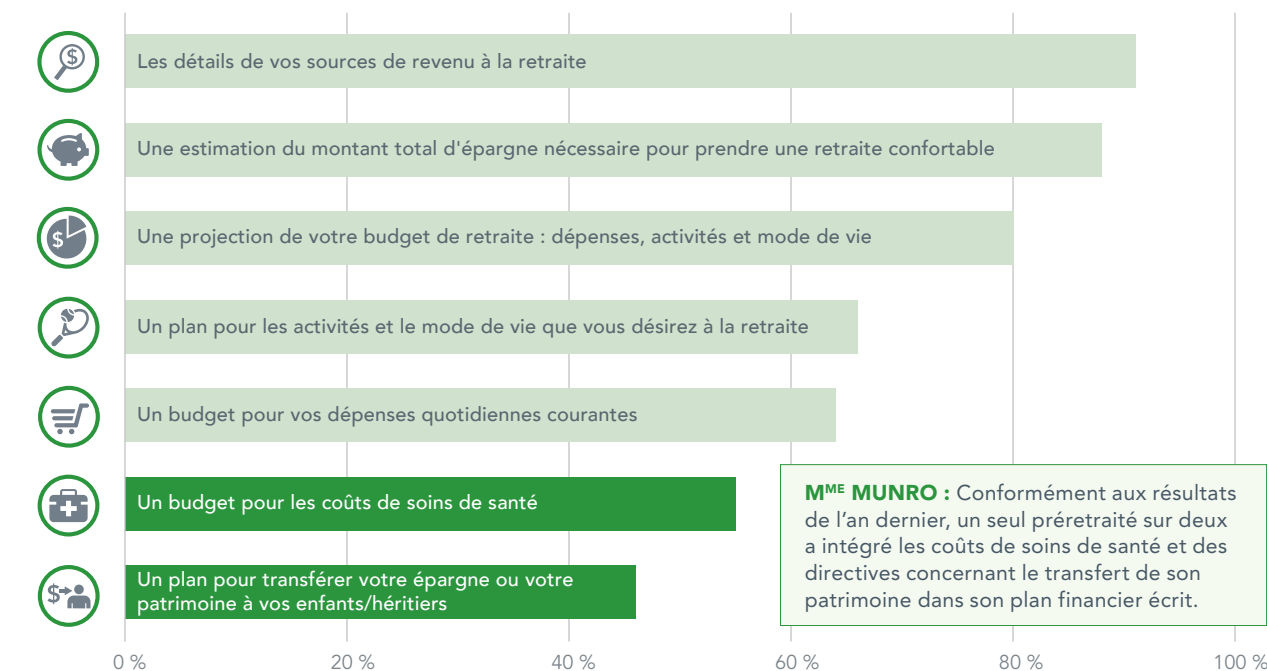 Les détails de vos sources de revenu à la retraite
Une estimation du montant total d'épargne nécessaire pour prendre une retraite confortable
Une projection de votre budget de retraite : dépenses, activités et mode de vie
Un plan pour les activités et le mode de vie que vous désirez à la retraite
Un budget pour vos dépenses quotidiennes courantes
Un budget pour les coûts de soins de santé
Un plan pour transférer votre épargne ou votre
patrimoine à vos enfants/héritiers
MME MUNRO : Conformément aux résultats
de l’an dernier, un seul préretraité sur deux
a intégré les coûts de soins de santé et des
directives concernant le transfert de son
patrimoine dans son plan financier écrit.
0 % 20 % 40 % 60 % 80 % 100 %